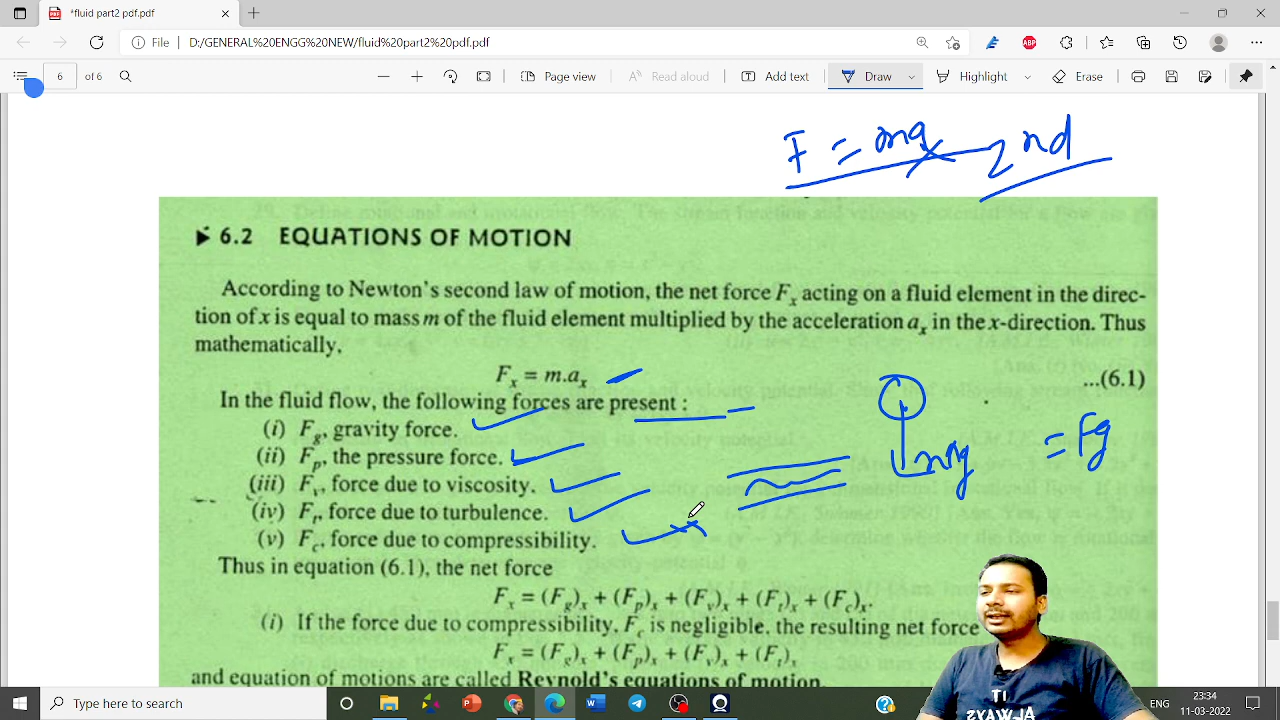 *fluid part2 pdf.pdf
File D:/GENERAL%20ENGG%20NEW/fluid%20part2%20pdf.pdf
ABP
6 of 6 Page view Read aloud Add text Draw Highlight Erase
F = ma 2nd
6.2 EQUATIONS OF MOTION
According to Newton's second law of motion, the net force Fx acting on a fluid element in the direc-
tion of x is equal to mass m of the fluid element multiplied by the acceleration ax in the x-direction. Thus
mathematically,
Fx = m.ax ...(6.1)
In the fluid flow, the following forces are present :
(i) Fg, gravity force.
(ii) Fp, the pressure force.
mg = Fg
(iii) Fv, force due to viscosity.
(iv) Ft, force due to turbulence.
(v) Fc, force due to compressibility.
Thus in equation (6.1), the net force
Fx = (Fg)x + (Fp)x + (Fv)x + (Ft)x + (Fc)x.
(i) If the force due to compressibility, Fc is negligible, the resulting net force
Fx = (Fg)x + (Fp)x + (Fv)x + (Ft)x
and equation of motions are called Reynold's equations of motion.
Type here to search
ENG
23:34
11-03-2022